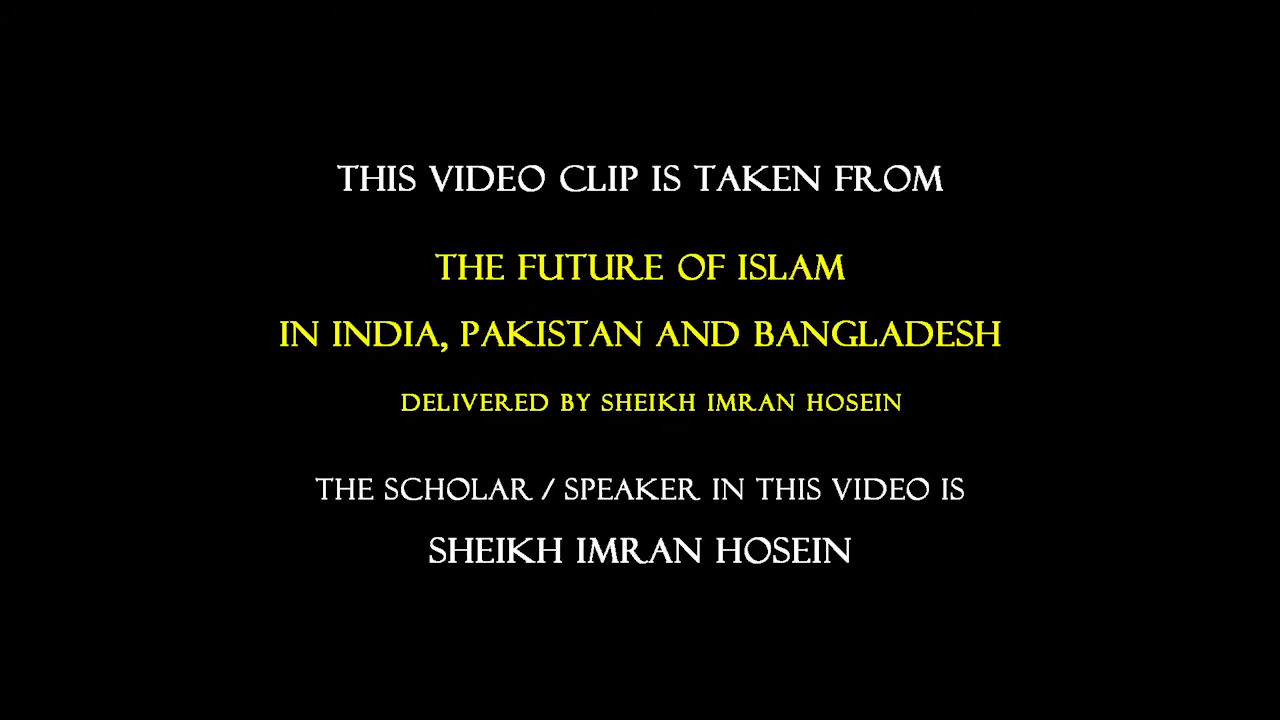 THIS VIDEO CLIP IS TAKEN FROM
THE FUTURE OF ISLAM
IN INDIA, PAKISTAN AND BANGLADESH
DELIVERED BY SHEIKH IMRAN HOSEIN
THE SCHOLAR / SPEAKER IN THIS VIDEO IS
SHEIKH IMRAN HOSEIN